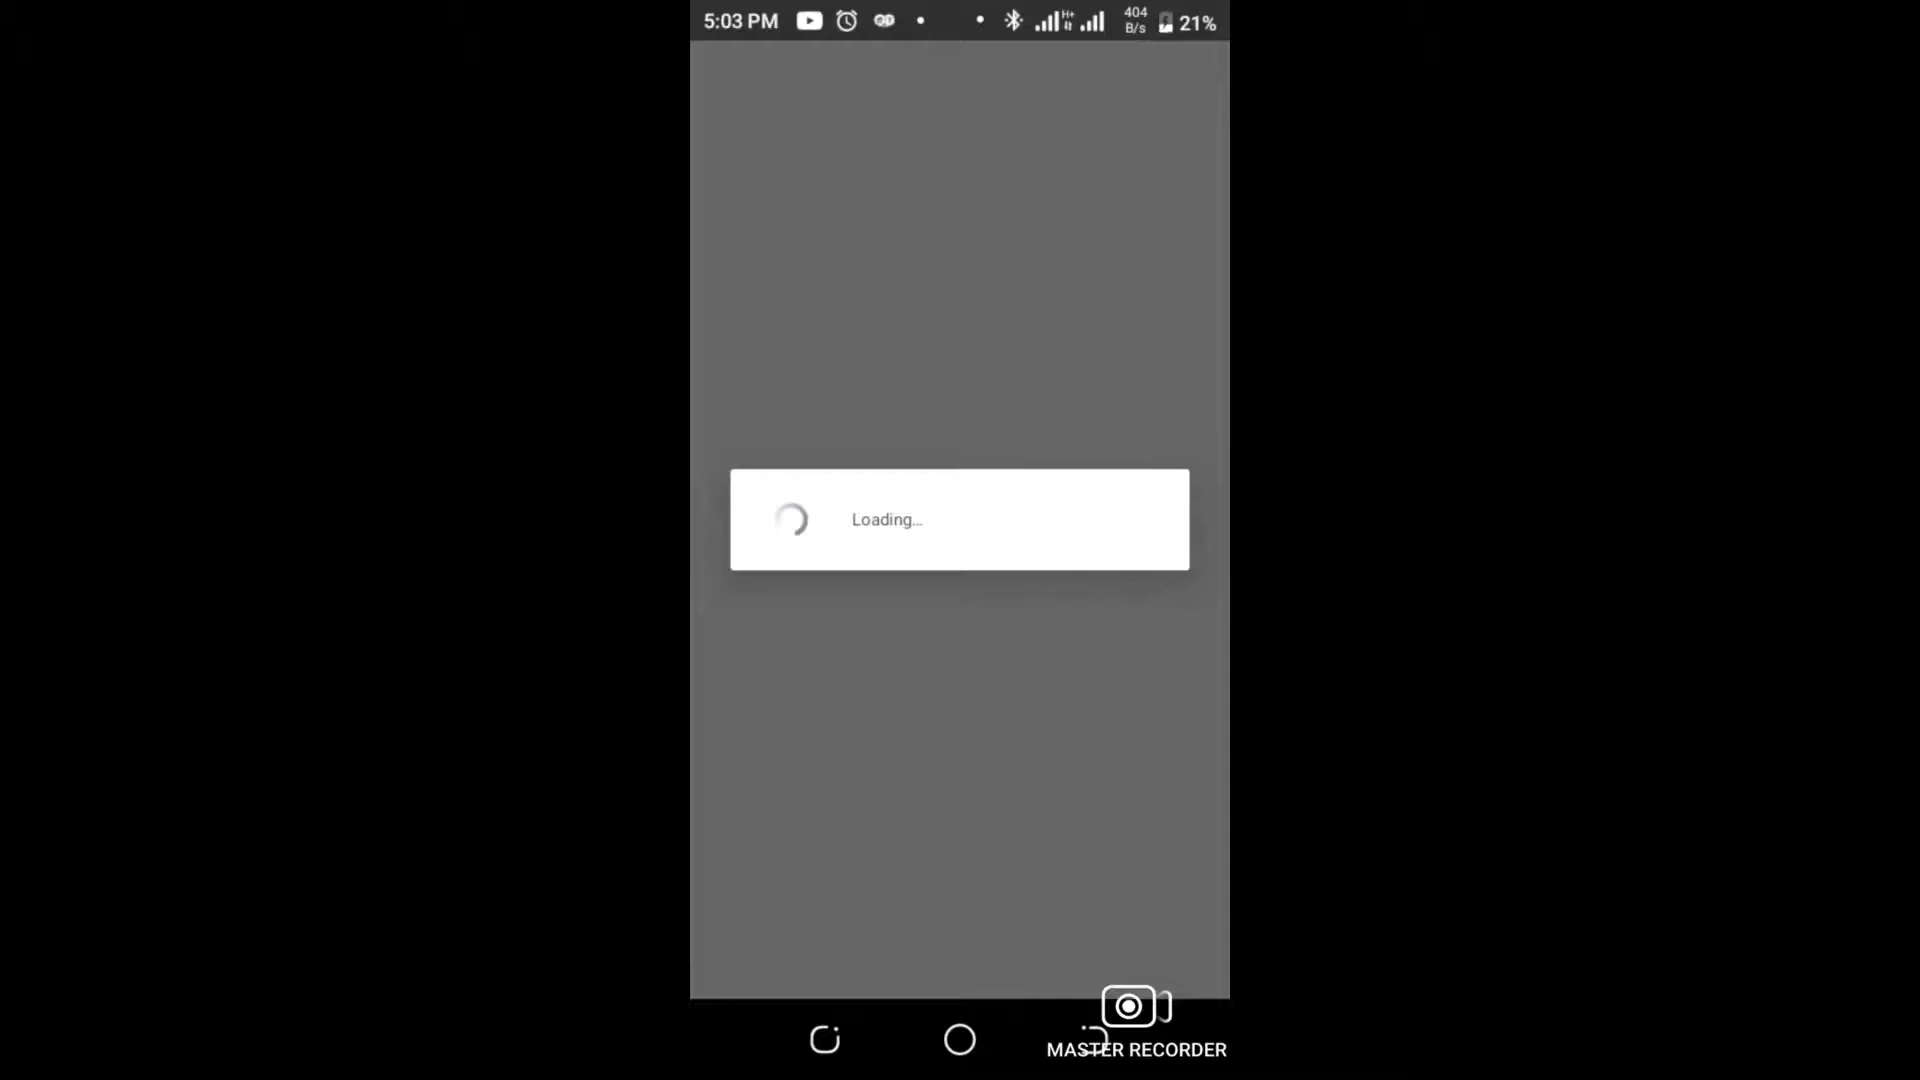 5:03 PM
H+
404
B/s
21%
Loading...
MASTER RECORDER